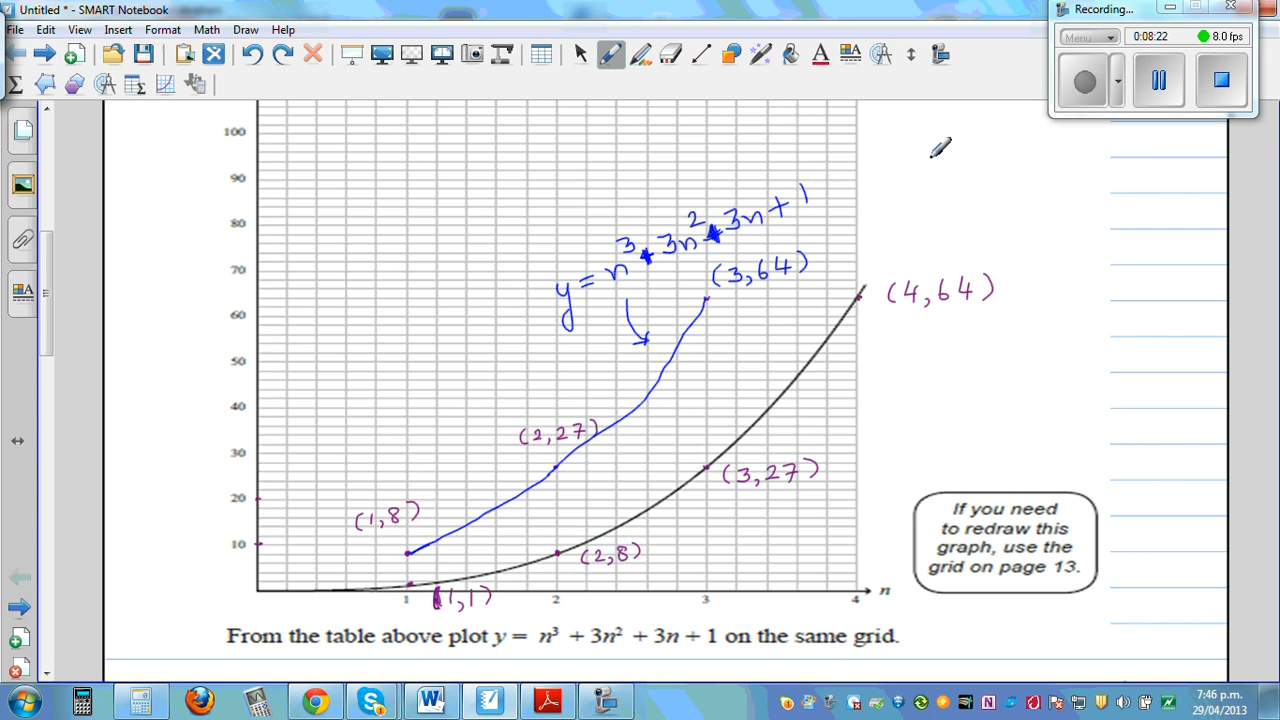 Untitled * - SMART Notebook
File Edit View Insert Format Math Draw Help
Recording...
Menu 0:08:22 8.0 fps
100
90
80
70
60
50
40
30
20
10
y = n³ + 3n² + 3n + 1
(3,64)
(4,64)
(2,27)
(3,27)
(1,8)
(2,8)
(1,1)
1 2 3 4 n
If you need
to redraw this
graph, use the
grid on page 13.
From the table above plot y = n³ + 3n² + 3n + 1 on the same grid.
7:46 p.m.
29/04/2013